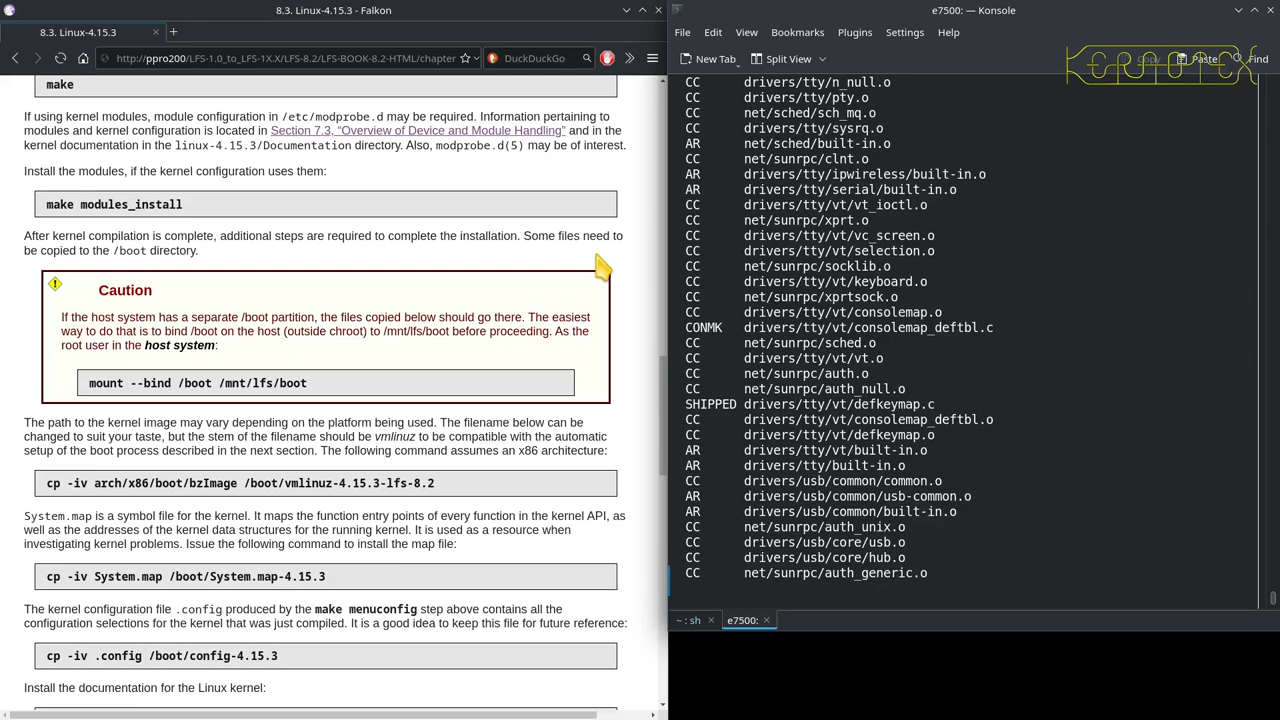 8.3. Linux-4.15.3 - Falkon
8.3. Linux-4.15.3
http://ppro200/LFS-1.0_to_LFS-1X.X/LFS-8.2/LFS-BOOK-8.2-HTML/chapter
DuckDuckGo
make
If using kernel modules, module configuration in /etc/modprobe.d may be required. Information pertaining to
modules and kernel configuration is located in Section 7.3, “Overview of Device and Module Handling” and in the
kernel documentation in the linux-4.15.3/Documentation directory. Also, modprobe.d(5) may be of interest.
Install the modules, if the kernel configuration uses them:
make modules_install
After kernel compilation is complete, additional steps are required to complete the installation. Some files need to
be copied to the /boot directory.
Caution
If the host system has a separate /boot partition, the files copied below should go there. The easiest
way to do that is to bind /boot on the host (outside chroot) to /mnt/lfs/boot before proceeding. As the
root user in the host system:
mount --bind /boot /mnt/lfs/boot
The path to the kernel image may vary depending on the platform being used. The filename below can be
changed to suit your taste, but the stem of the filename should be vmlinuz to be compatible with the automatic
setup of the boot process described in the next section. The following command assumes an x86 architecture:
cp -iv arch/x86/boot/bzImage /boot/vmlinuz-4.15.3-lfs-8.2
System.map is a symbol file for the kernel. It maps the function entry points of every function in the kernel API, as
well as the addresses of the kernel data structures for the running kernel. It is used as a resource when
investigating kernel problems. Issue the following command to install the map file:
cp -iv System.map /boot/System.map-4.15.3
The kernel configuration file .config produced by the make menuconfig step above contains all the
configuration selections for the kernel that was just compiled. It is a good idea to keep this file for future reference:
cp -iv .config /boot/config-4.15.3
Install the documentation for the Linux kernel:
e7500: — Konsole
File Edit View Bookmarks Plugins Settings Help
New Tab Split View Copy Paste Find
CC drivers/tty/n_null.o
CC drivers/tty/pty.o
CC net/sched/sch_mq.o
CC drivers/tty/sysrq.o
AR net/sched/built-in.o
CC net/sunrpc/clnt.o
AR drivers/tty/ipwireless/built-in.o
AR drivers/tty/serial/built-in.o
CC drivers/tty/vt/vt_ioctl.o
CC net/sunrpc/xprt.o
CC drivers/tty/vt/vc_screen.o
CC drivers/tty/vt/selection.o
CC net/sunrpc/socklib.o
CC drivers/tty/vt/keyboard.o
CC net/sunrpc/xprtsock.o
CC drivers/tty/vt/consolemap.o
CONMK drivers/tty/vt/consolemap_deftbl.c
CC net/sunrpc/sched.o
CC drivers/tty/vt/vt.o
CC net/sunrpc/auth.o
CC net/sunrpc/auth_null.o
SHIPPED drivers/tty/vt/defkeymap.c
CC drivers/tty/vt/consolemap_deftbl.o
CC drivers/tty/vt/defkeymap.o
AR drivers/tty/vt/built-in.o
AR drivers/tty/built-in.o
CC drivers/usb/common/common.o
AR drivers/usb/common/usb-common.o
AR drivers/usb/common/built-in.o
CC net/sunrpc/auth_unix.o
CC drivers/usb/core/usb.o
CC drivers/usb/core/hub.o
CC net/sunrpc/auth_generic.o
~ : sh
e7500: